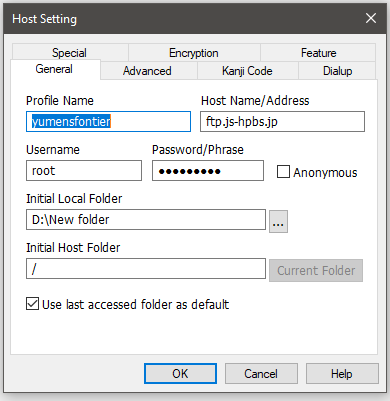 Host Setting
Special Encryption Feature
General Advanced Kanji Code Dialup
Profile Name Host Name/Address
yumensfontier ftp.js-hpbs.jp
Username Password/Phrase
root ●●●●●●●●● Anonymous
Initial Local Folder
D:\New folder ...
Initial Host Folder
/ Current Folder
Use last accessed folder as default
OK Cancel Help